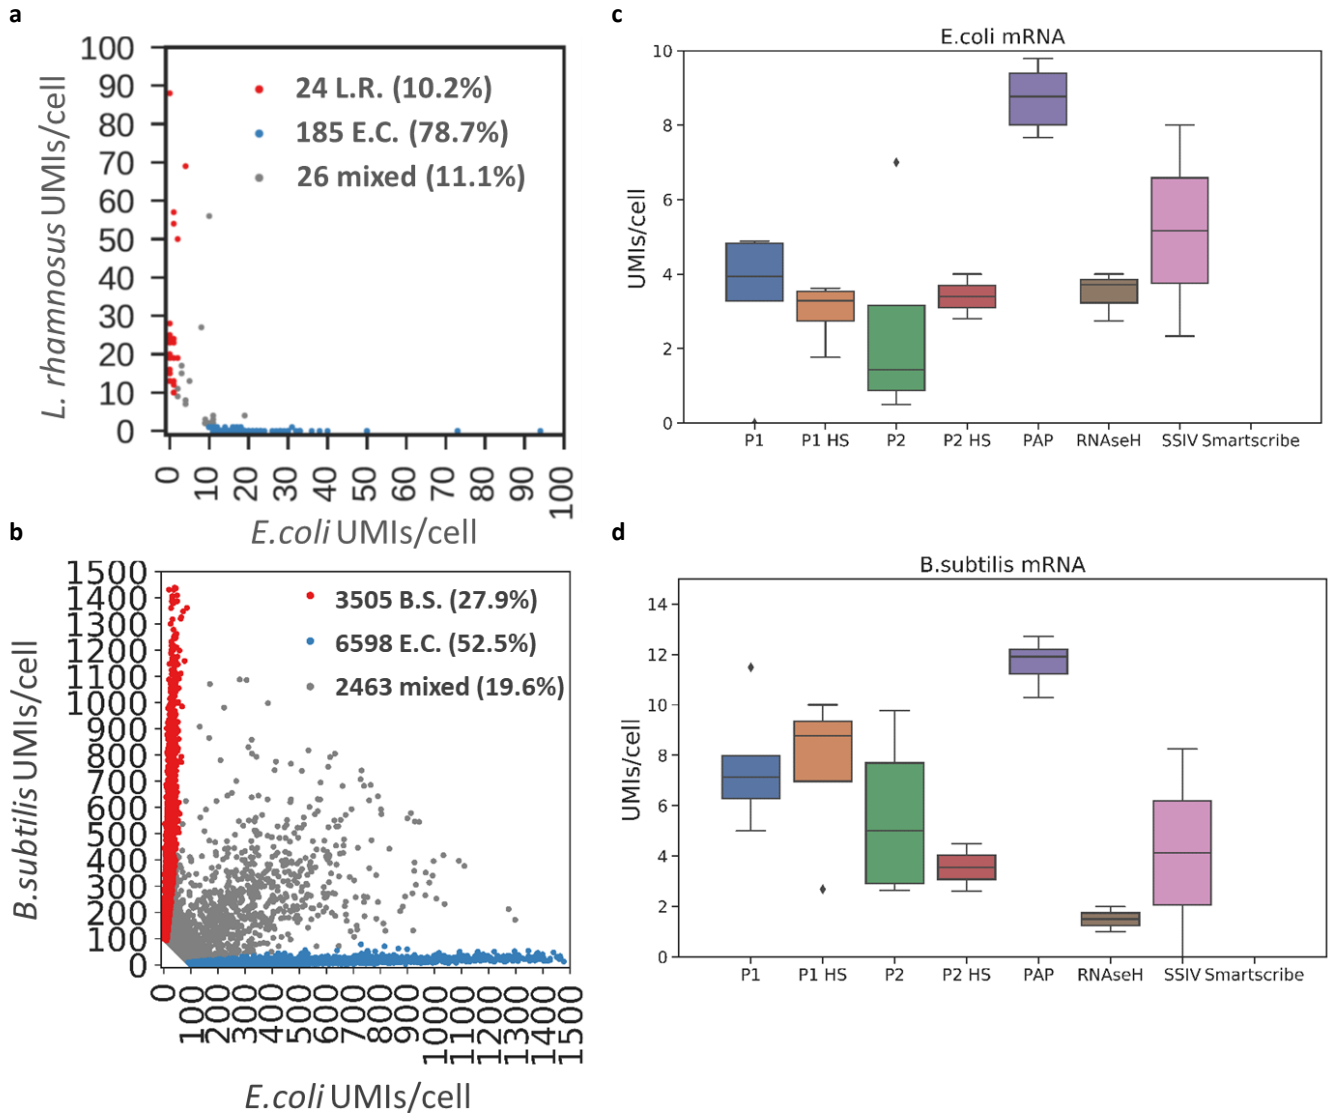 a
100
90
80
70
60
50
40
30
20
10
0
L. rhamnosus UMIs/cell
24 L.R. (10.2%)
185 E.C. (78.7%)
26 mixed (11.1%)
0 10 20 30 40 50 60 70 80 90 100
E.coli UMIs/cell
b
1500
1400
1300
1200
1100
1000
900
800
700
600
500
400
300
200
100
0
B.subtilis UMIs/cell
3505 B.S. (27.9%)
6598 E.C. (52.5%)
2463 mixed (19.6%)
0 100 200 300 400 500 600 700 800 900 1000 1100 1200 1300 1400 1500
E.coli UMIs/cell
c
E.coli mRNA
10
8
6
4
2
0
UMIs/cell
P1 P1 HS P2 P2 HS PAP RNAseH SSIV Smartscribe
d
B.subtilis mRNA
14
12
10
8
6
4
2
0
UMIs/cell
P1 P1 HS P2 P2 HS PAP RNAseH SSIV Smartscribe